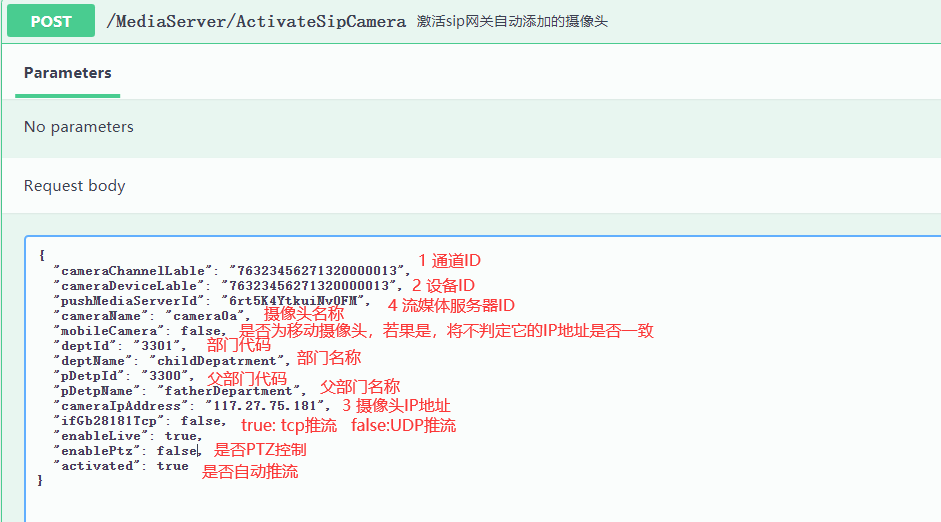 POST /MediaServer/ActivateSipCamera 激活sip网关自动添加的摄像头
Parameters
No parameters
Request body
{
"cameraChannelLable": "76323456271320000013", 1 通道ID
"cameraDeviceLable": "76323456271320000013", 2 设备ID
"pushMediaServerId": "6rt5K4YtkuiNvOFM", 4 流媒体服务器ID
"cameraName": "camera0a", 摄像头名称
"mobileCamera": false, 是否为移动摄像头，若果是，将不判定它的IP地址是否一致
"deptId": "3301", 部门代码
"deptName": "childDepatrment", 部门名称
"pDetpId": "3300", 父部门代码
"pDetpName": "fatherDepartment", 父部门名称
"cameraIpAddress": "117.27.75.181", 3 摄像头IP地址
"ifGb28181Tcp": false, true: tcp推流 false:UDP推流
"enableLive": true,
"enablePtz": false, 是否PTZ控制
"activated": true 是否自动推流
}